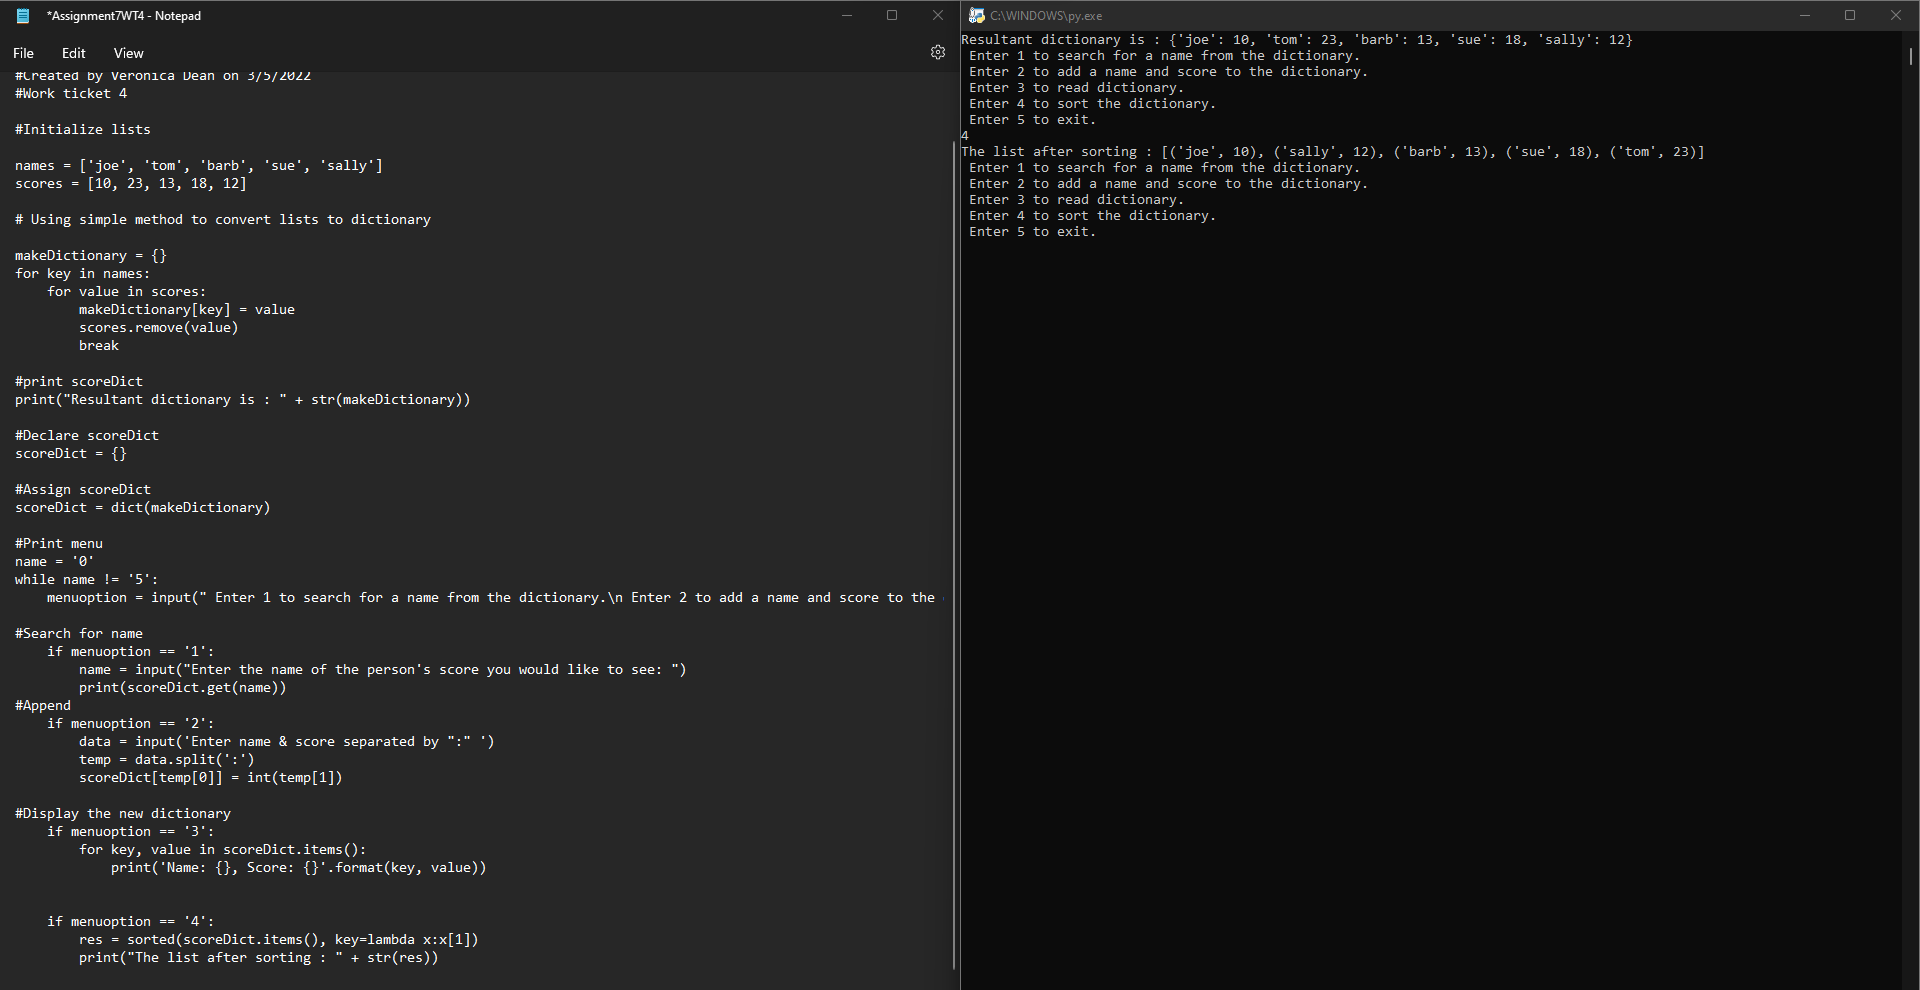 *Assignment7WT4 - Notepad
File Edit View
#Created by Veronica Dean on 3/5/2022
#Work ticket 4
#Initialize lists
names = ['joe', 'tom', 'barb', 'sue', 'sally']
scores = [10, 23, 13, 18, 12]
# Using simple method to convert lists to dictionary
makeDictionary = {}
for key in names:
    for value in scores:
        makeDictionary[key] = value
        scores.remove(value)
        break
#print scoreDict
print("Resultant dictionary is : " + str(makeDictionary))
#Declare scoreDict
scoreDict = {}
#Assign scoreDict
scoreDict = dict(makeDictionary)
#Print menu
name = '0'
while name != '5':
    menuoption = input(" Enter 1 to search for a name from the dictionary.\n Enter 2 to add a name and score to the
#Search for name
    if menuoption == '1':
        name = input("Enter the name of the person's score you would like to see: ")
        print(scoreDict.get(name))
#Append
    if menuoption == '2':
        data = input('Enter name & score separated by ":" ')
        temp = data.split(':')
        scoreDict[temp[0]] = int(temp[1])
#Display the new dictionary
    if menuoption == '3':
        for key, value in scoreDict.items():
            print('Name: {}, Score: {}'.format(key, value))
    if menuoption == '4':
        res = sorted(scoreDict.items(), key=lambda x:x[1])
        print("The list after sorting : " + str(res))
C:\WINDOWS\py.exe
Resultant dictionary is : {'joe': 10, 'tom': 23, 'barb': 13, 'sue': 18, 'sally': 12}
 Enter 1 to search for a name from the dictionary.
 Enter 2 to add a name and score to the dictionary.
 Enter 3 to read dictionary.
 Enter 4 to sort the dictionary.
 Enter 5 to exit.
4
The list after sorting : [('joe', 10), ('sally', 12), ('barb', 13), ('sue', 18), ('tom', 23)]
 Enter 1 to search for a name from the dictionary.
 Enter 2 to add a name and score to the dictionary.
 Enter 3 to read dictionary.
 Enter 4 to sort the dictionary.
 Enter 5 to exit.